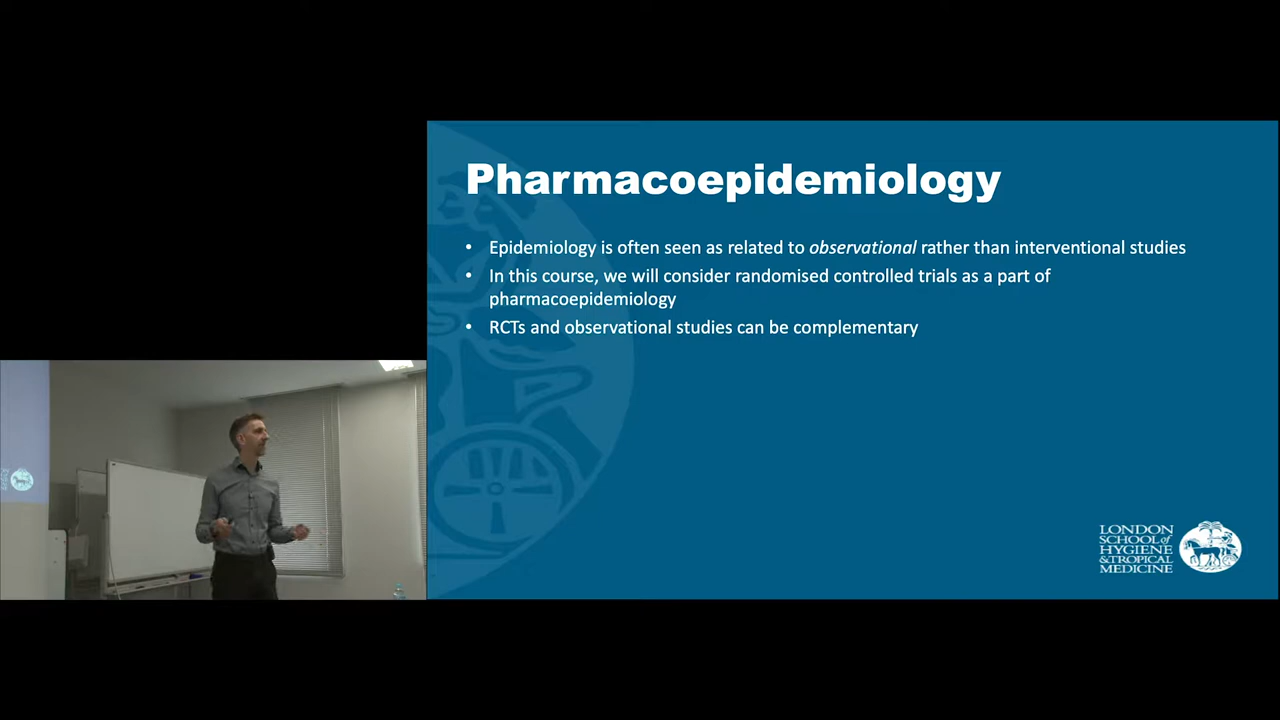 Pharmacoepidemiology
• Epidemiology is often seen as related to observational rather than interventional studies
• In this course, we will consider randomised controlled trials as a part of
pharmacoepidemiology
• RCTs and observational studies can be complementary
LONDON
SCHOOL of
HYGIENE
& TROPICAL
MEDICINE